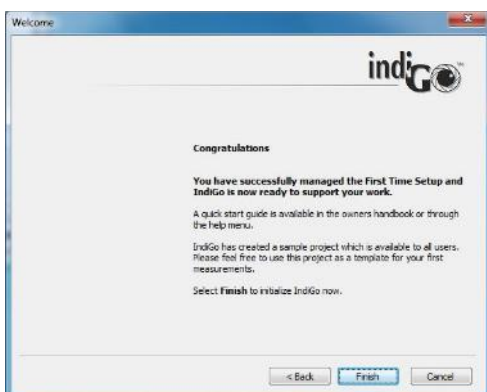 Welcome
indiGo
Congratulations
You have successfully managed the First Time Setup and
IndiGo is now ready to support your work.
A quick start guide is available in the owners handbook or through
the help menu.
IndiGo has created a sample project which is available to all users.
Please feel free to use this project as a template for your first
measurements.
Select Finish to initialize IndiGo now.
< Back Finish Cancel